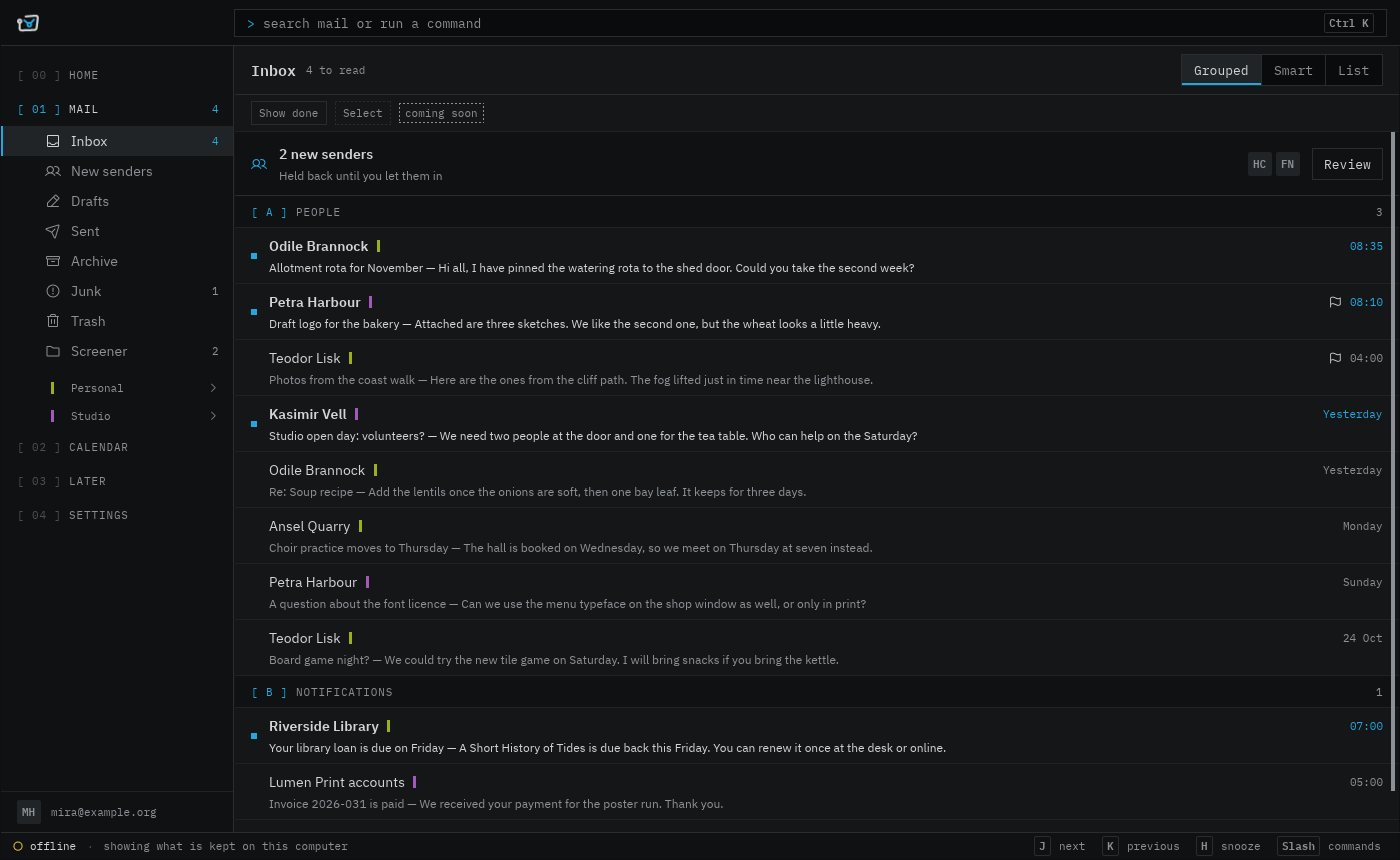 > search mail or run a command Ctrl K
[ 00 ] HOME
[ 01 ] MAIL 4
Inbox 4
New senders
Drafts
Sent
Archive
Junk 1
Trash
Screener 2
Personal
Studio
[ 02 ] CALENDAR
[ 03 ] LATER
[ 04 ] SETTINGS
MH mira@example.org
Inbox 4 to read
Grouped Smart List
Show done Select coming soon
2 new senders
Held back until you let them in
HC FN Review
[ A ] PEOPLE 3
Odile Brannock 08:35
Allotment rota for November — Hi all, I have pinned the watering rota to the shed door. Could you take the second week?
Petra Harbour 08:10
Draft logo for the bakery — Attached are three sketches. We like the second one, but the wheat looks a little heavy.
Teodor Lisk 04:00
Photos from the coast walk — Here are the ones from the cliff path. The fog lifted just in time near the lighthouse.
Kasimir Vell Yesterday
Studio open day: volunteers? — We need two people at the door and one for the tea table. Who can help on the Saturday?
Odile Brannock Yesterday
Re: Soup recipe — Add the lentils once the onions are soft, then one bay leaf. It keeps for three days.
Ansel Quarry Monday
Choir practice moves to Thursday — The hall is booked on Wednesday, so we meet on Thursday at seven instead.
Petra Harbour Sunday
A question about the font licence — Can we use the menu typeface on the shop window as well, or only in print?
Teodor Lisk 24 Oct
Board game night? — We could try the new tile game on Saturday. I will bring snacks if you bring the kettle.
[ B ] NOTIFICATIONS 1
Riverside Library 07:00
Your library loan is due on Friday — A Short History of Tides is due back this Friday. You can renew it once at the desk or online.
Lumen Print accounts 05:00
Invoice 2026-031 is paid — We received your payment for the poster run. Thank you.
offline · showing what is kept on this computer
J next K previous H snooze Slash commands